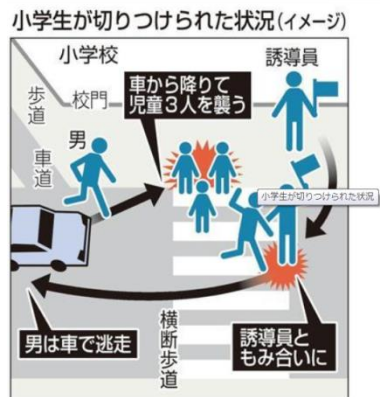 小学生が切りつけられた状況(イメージ)
小学校
誘導員
車から降りて
児童3人を襲う
歩道
校門
男
車道
小学生が切りつけられた状況
男は車で逃走
横断歩道
誘導員と
もみ合いに